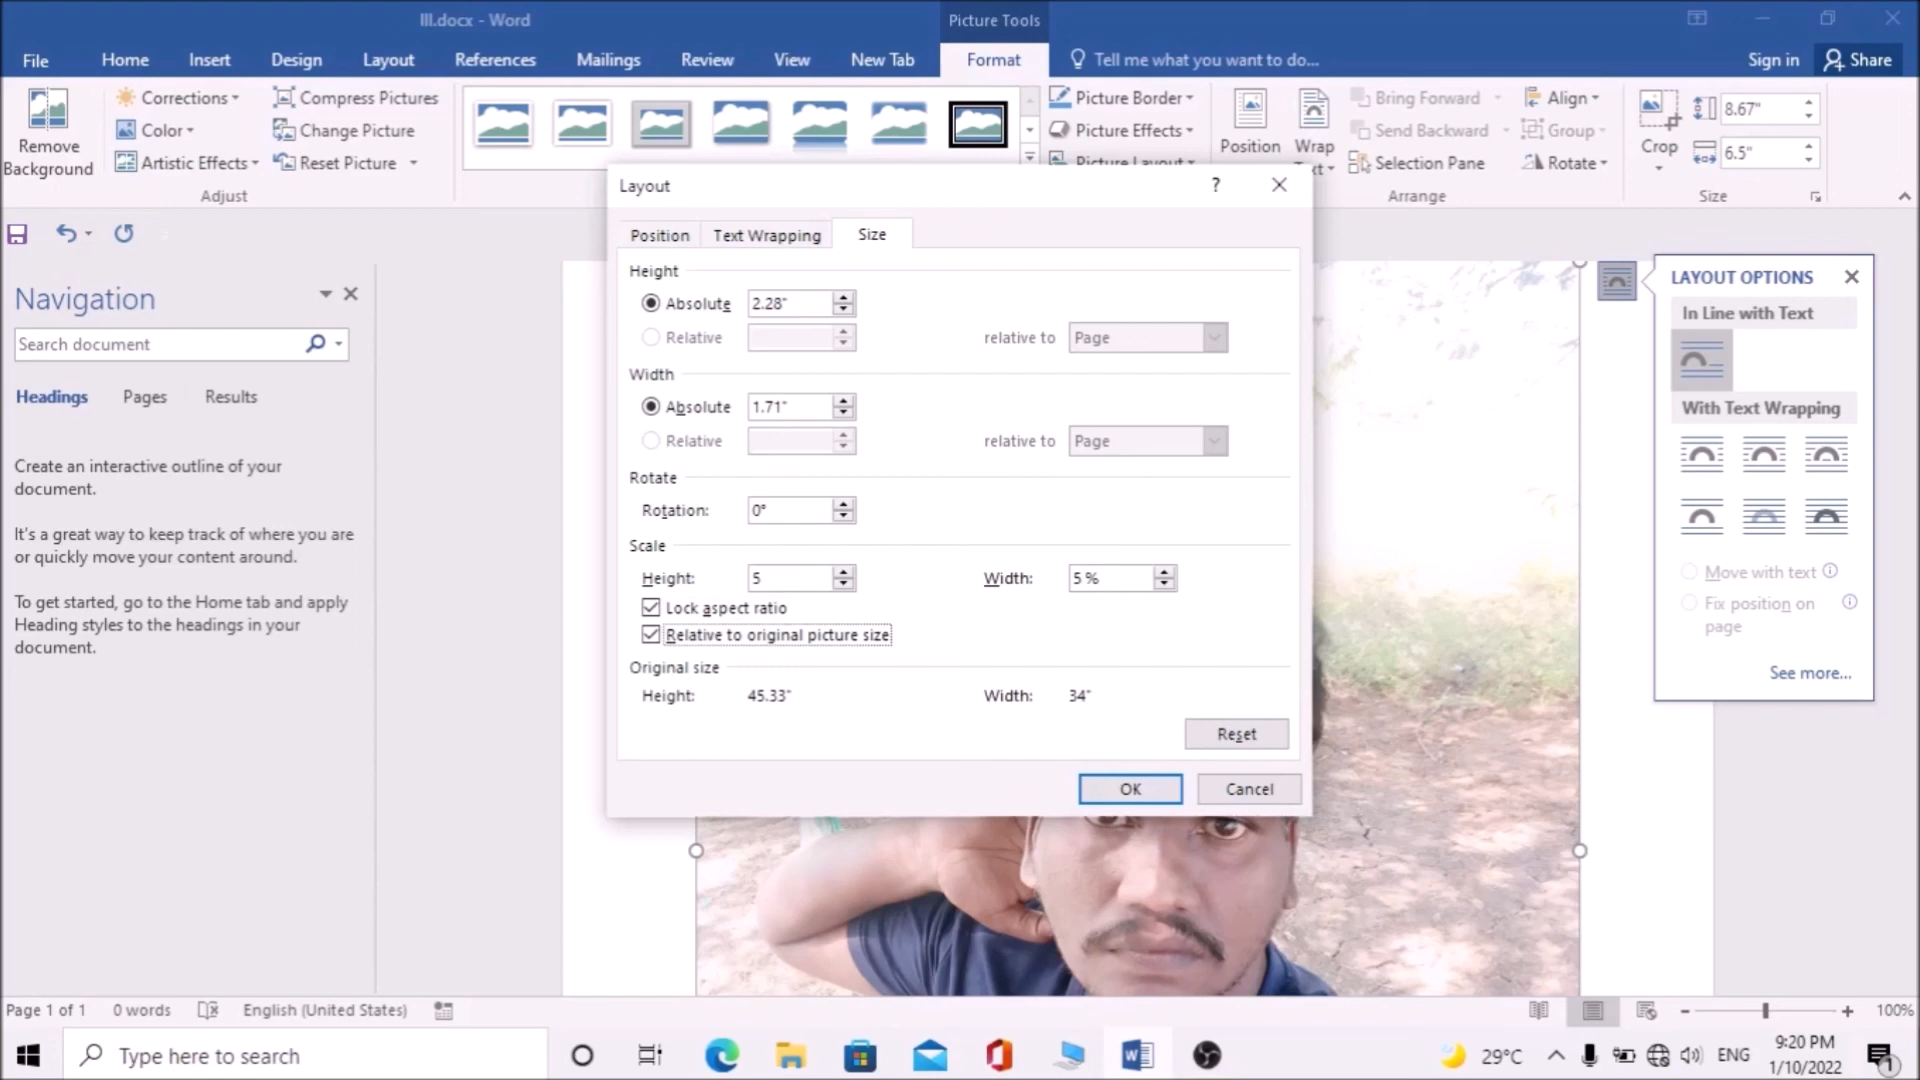 III.docx - Word
Picture Tools
File
Home
Insert
Design
Layout
References
Mailings
Review
View
New Tab
Format
Tell me what you want to do...
Sign in
Share
Remove
Background
Corrections
Color
Artistic Effects
Compress Pictures
Change Picture
Reset Picture
Adjust
Picture Border
Picture Effects
Picture Layout
Position
Wrap
Bring Forward
Send Backward
Selection Pane
Align
Group
Rotate
Arrange
Crop
8.67"
6.5"
Size
Navigation
Search document
Headings
Pages
Results
Create an interactive outline of your
document.
It's a great way to keep track of where you are
or quickly move your content around.
To get started, go to the Home tab and apply
Heading styles to the headings in your
document.
Layout
?
Position
Text Wrapping
Size
Height
Absolute
2.28"
Relative
relative to
Page
Width
Absolute
1.71"
Relative
relative to
Page
Rotate
Rotation:
0°
Scale
Height:
5
Width:
5 %
Lock aspect ratio
Relative to original picture size
Original size
Height:
45.33"
Width:
34"
Reset
OK
Cancel
LAYOUT OPTIONS
In Line with Text
With Text Wrapping
Move with text
Fix position on
page
See more...
Page 1 of 1
0 words
English (United States)
100%
Type here to search
29°C
ENG
9:20 PM
1/10/2022
1